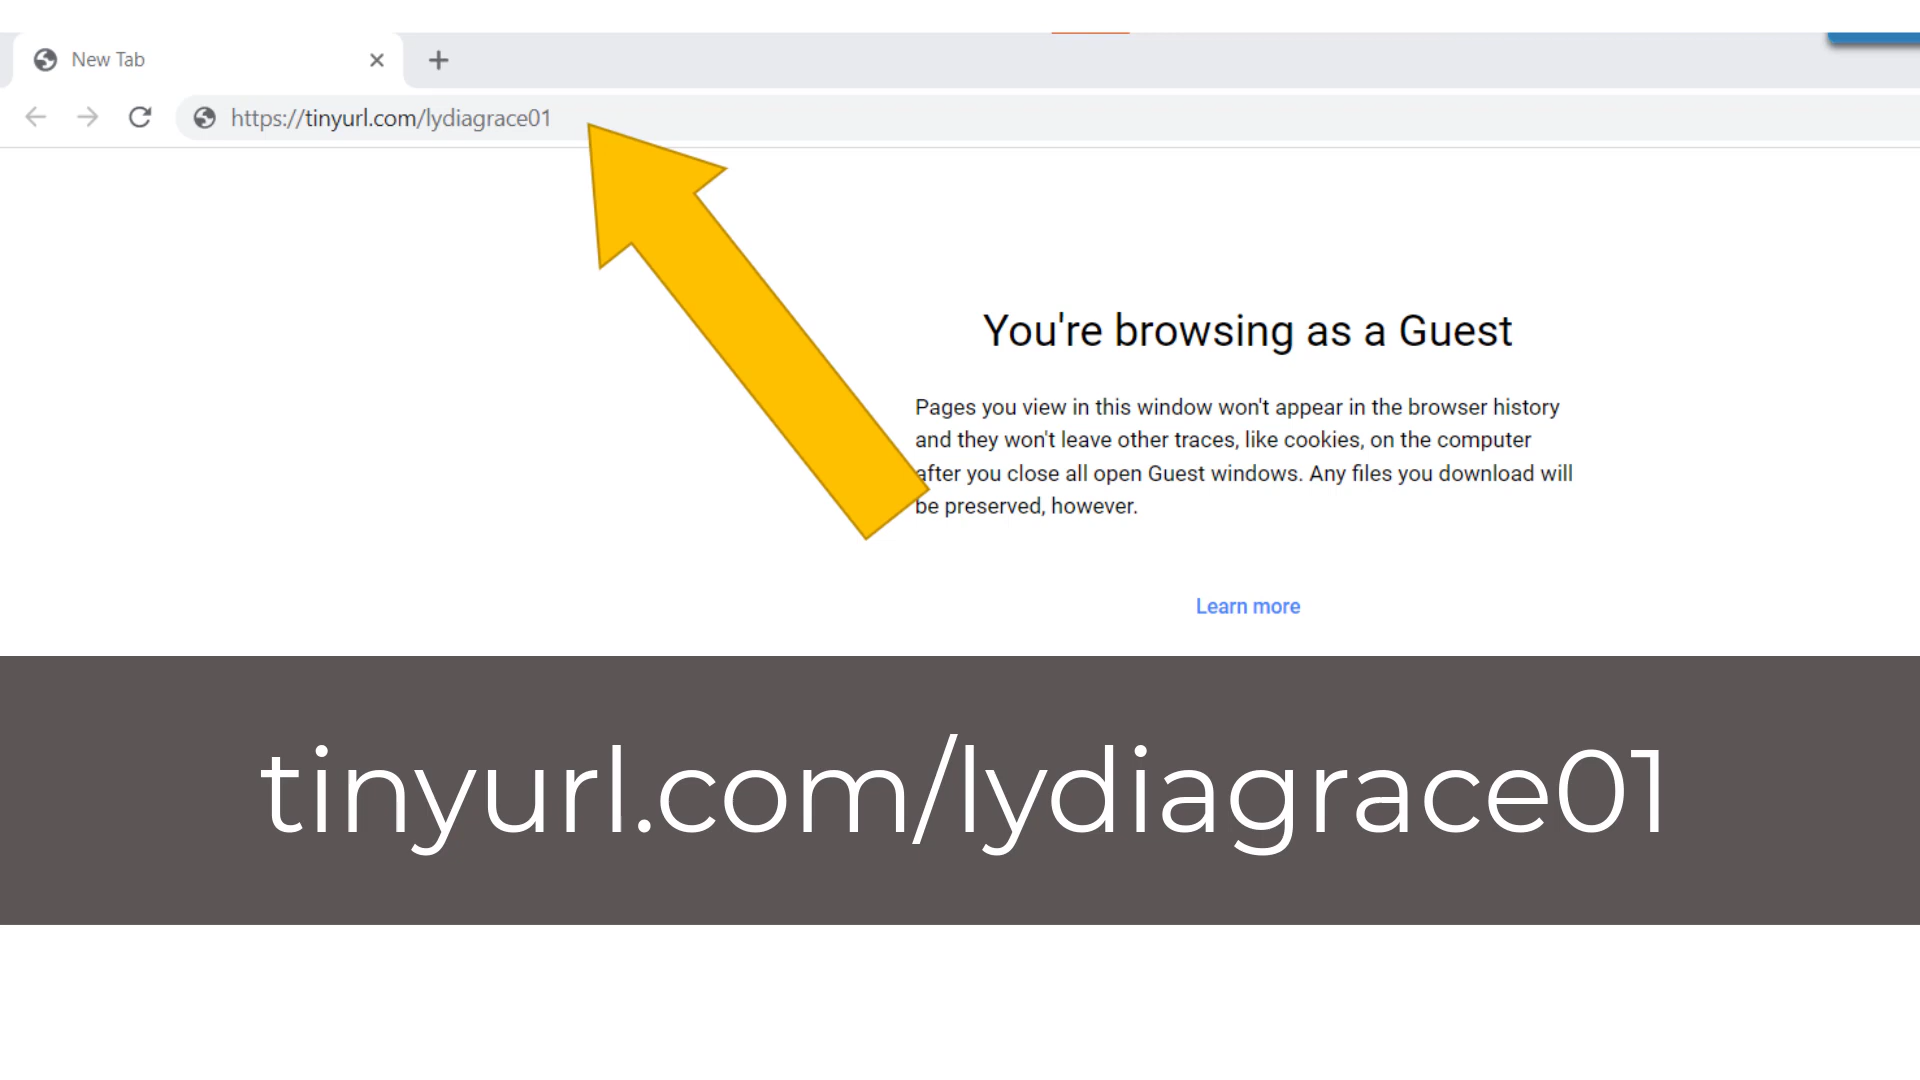 New Tab
https://tinyurl.com/lydiagrace01
You're browsing as a Guest
Pages you view in this window won't appear in the browser history
and they won't leave other traces, like cookies, on the computer
after you close all open Guest windows. Any files you download will
be preserved, however.
Learn more
tinyurl.com/lydiagrace01